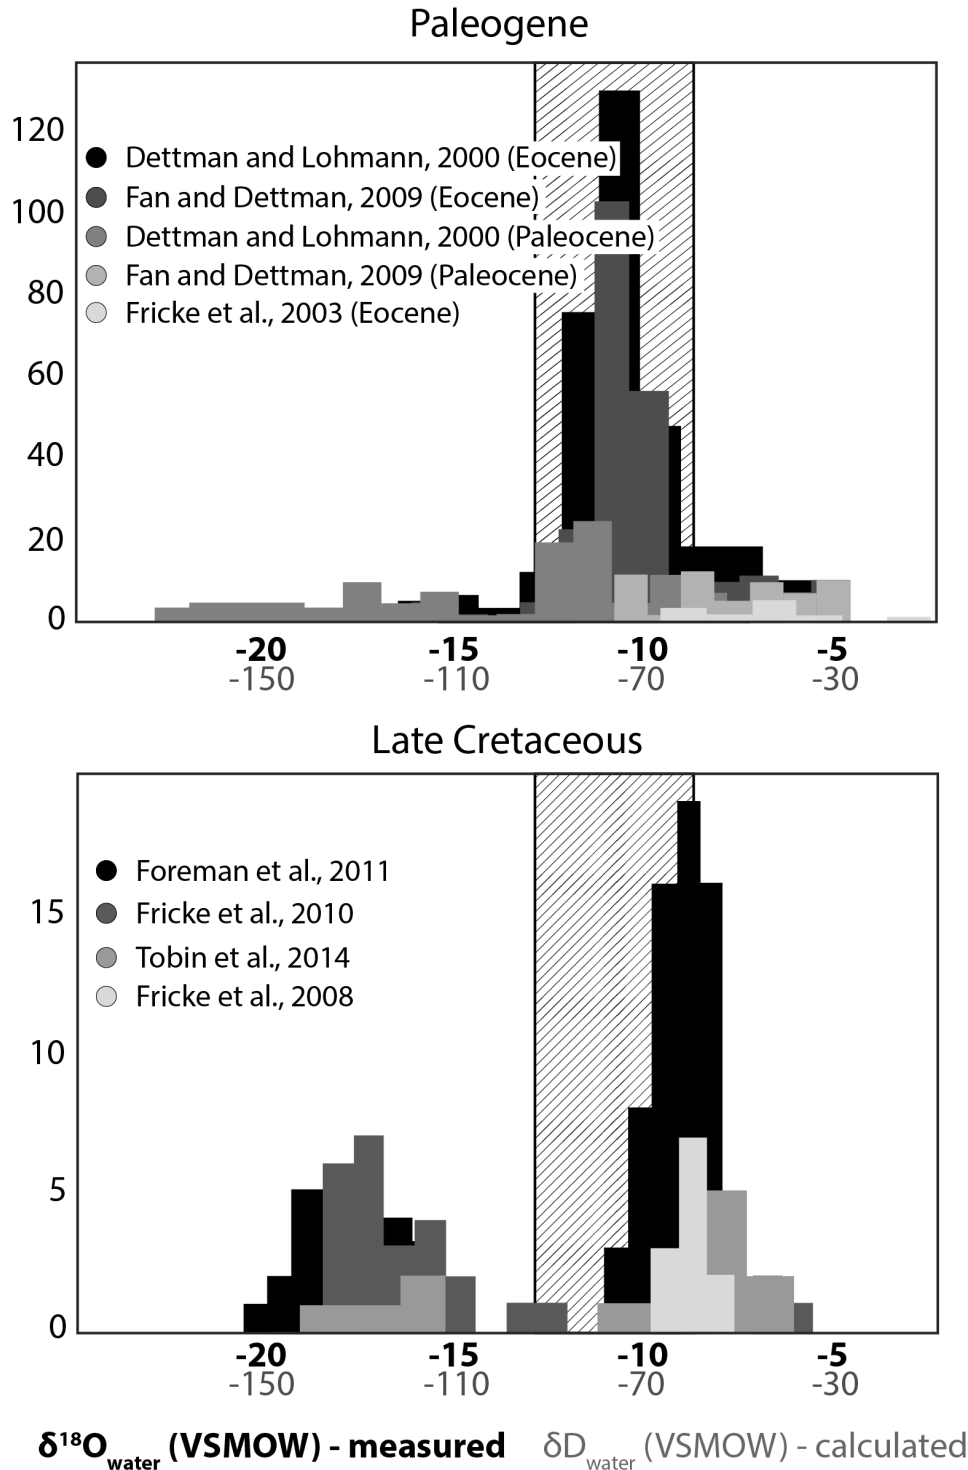 Paleogene
120
Dettman and Lohmann, 2000 (Eocene)
Fan and Dettman, 2009 (Eocene)
100
Dettman and Lohmann, 2000 (Paleocene)
Fan and Dettman, 2009 (Paleocene)
80
Fricke et al., 2003 (Eocene)
60
40
20
0
-20 -15 -10 -5
-150 -110 -70 -30
Late Cretaceous
Foreman et al., 2011
15
Fricke et al., 2010
Tobin et al., 2014
Fricke et al., 2008
10
5
0
-20 -15 -10 -5
-150 -110 -70 -30
δ¹⁸O_water (VSMOW) - measured δD_water (VSMOW) - calculated